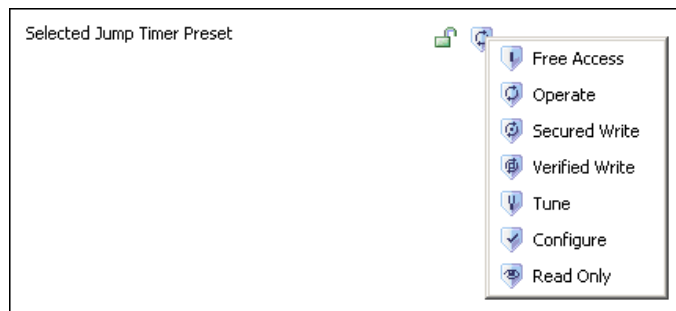 Selected Jump Timer Preset
Free Access
Operate
Secured Write
Verified Write
Tune
Configure
Read Only